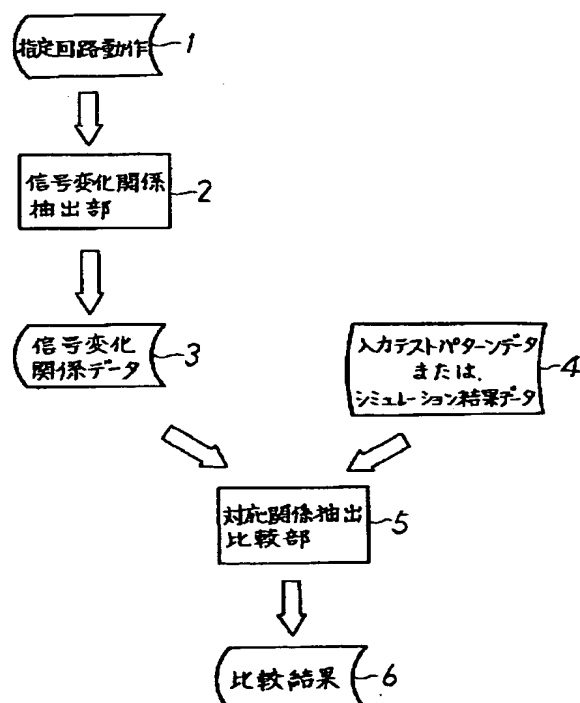 指定回路動作
1
信号変化関係
抽出部
2
信号変化
関係データ
3
入力テストパターンデータ
または、
シミュレーション結果データ
4
対応関係抽出
比較部
5
比較結果
6